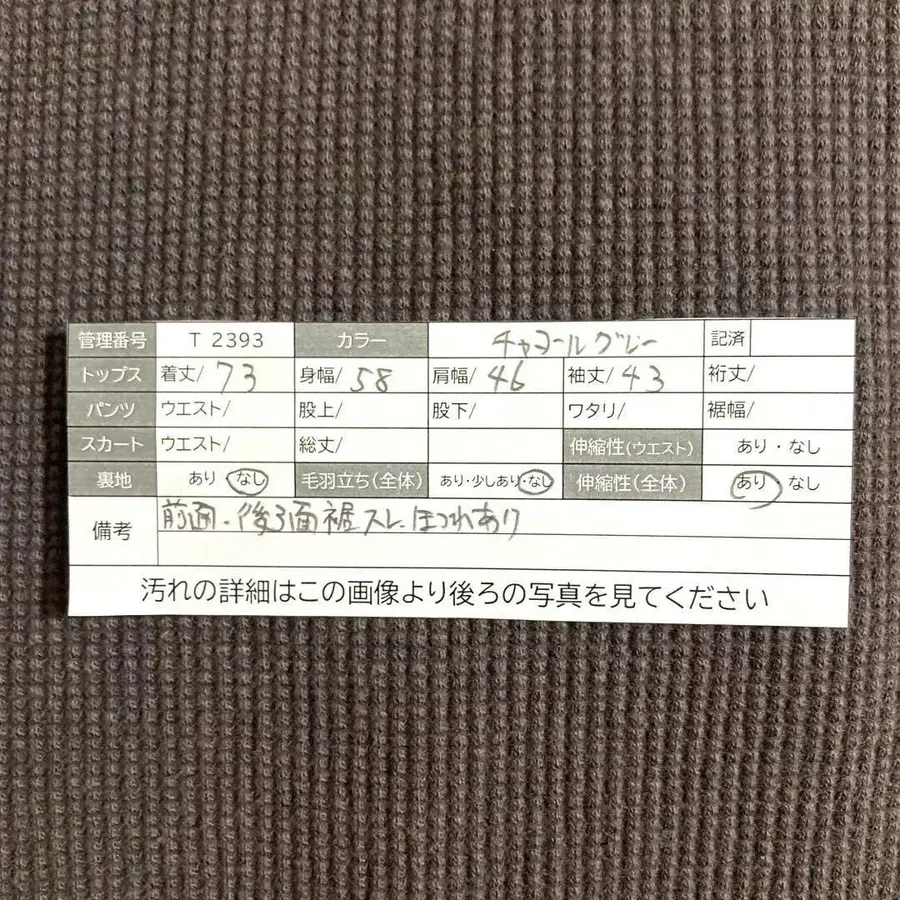 管理番号 T 2393 カラー チャコールグレー 記済
トップス 着丈/ 73 身幅/ 58 肩幅/ 46 袖丈/ 43 裄丈/
パンツ ウエスト/ 股上/ 股下/ ワタリ/ 裾幅/
スカート ウエスト/ 総丈/ 伸縮性(ウエスト) あり・なし
裏地 あり・なし 毛羽立ち(全体) あり・少しあり・なし 伸縮性(全体) あり・なし
備考 前面・後ろ面裾スレ、ほつれあり
汚れの詳細はこの画像より後ろの写真を見てください